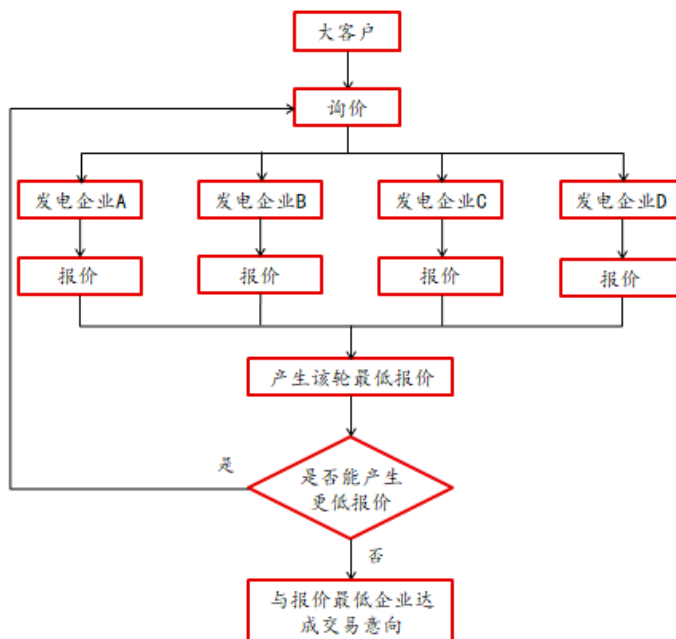 大客户
询价
发电企业A
发电企业B
发电企业C
发电企业D
报价
报价
报价
报价
产生该轮最低报价
是
是否能产生
更低报价
否
与报价最低企业达
成交易意向